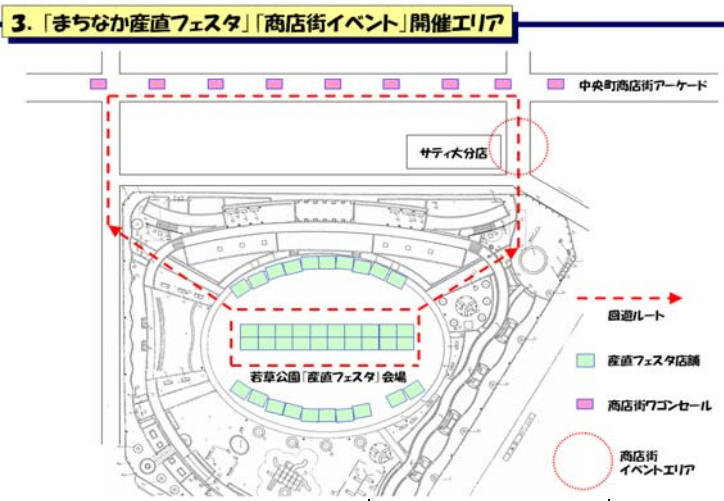 3.「まちなか産直フェスタ」「商店街イベント」開催エリア
中央町商店街アーケード
サティ大分店
回遊ルート
若草公園「産直フェスタ」会場
産直フェスタ店舗
商店街ワゴンセール
商店街
イベントエリア